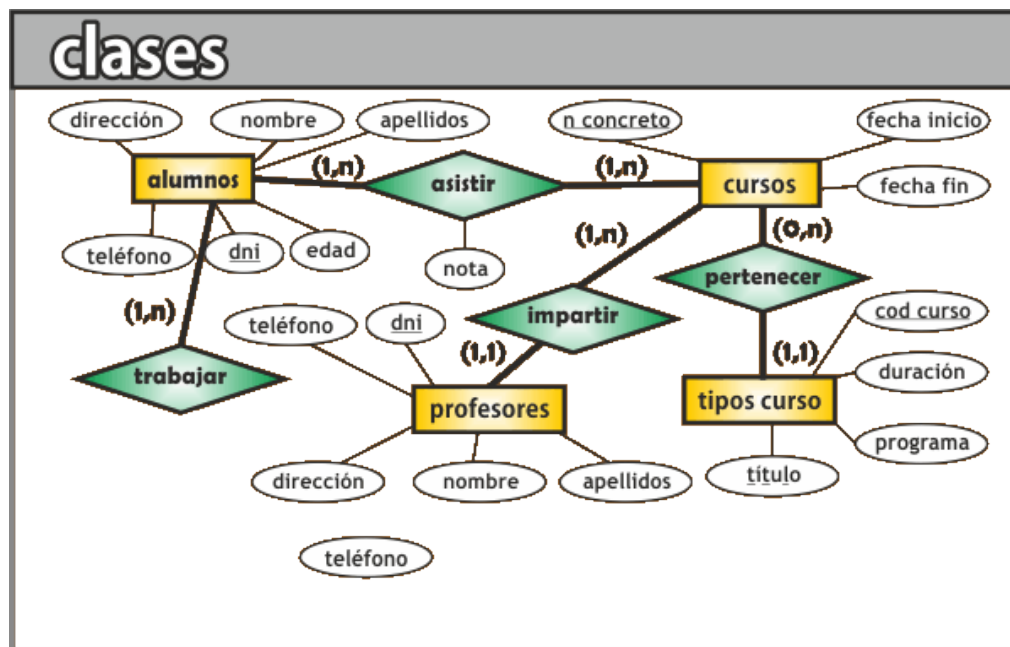 clases
dirección
nombre
apellidos
n concreto
fecha inicio
alumnos
(1,n)
asistir
(1,n)
cursos
fecha fin
teléfono
dni
edad
nota
(1,n)
(0,n)
pertenecer
(1,n)
teléfono
dni
impartir
cod curso
(1,1)
(1,1)
trabajar
duración
profesores
tipos curso
programa
dirección
nombre
apellidos
título
teléfono